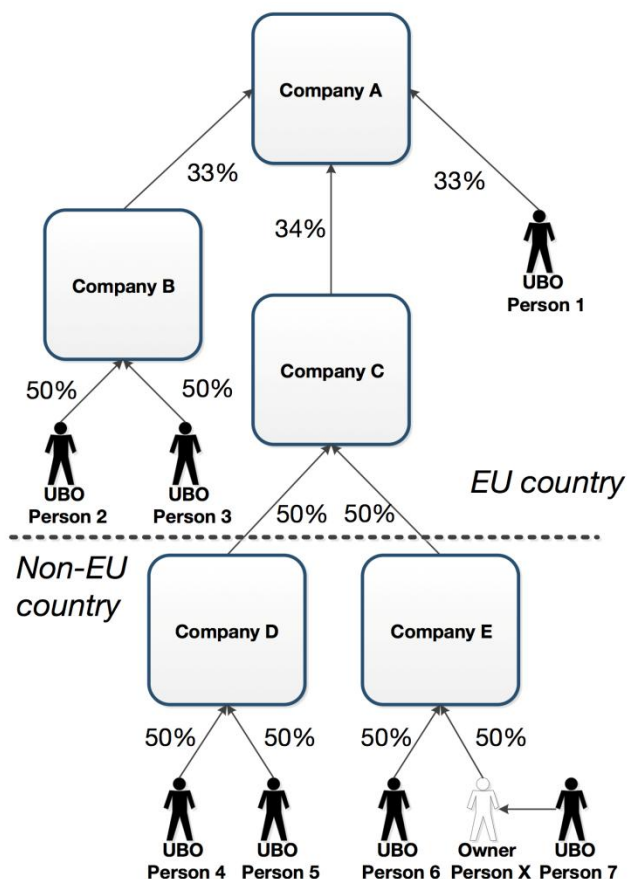 Company A
33%
33%
34%
Company B
UBO
Person 1
Company C
50%
50%
UBO
Person 2
UBO
Person 3
EU country
50%
50%
Non-EU
country
Company D
Company E
50%
50%
50%
50%
UBO
Person 4
UBO
Person 5
UBO
Person 6
Owner
Person X
UBO
Person 7